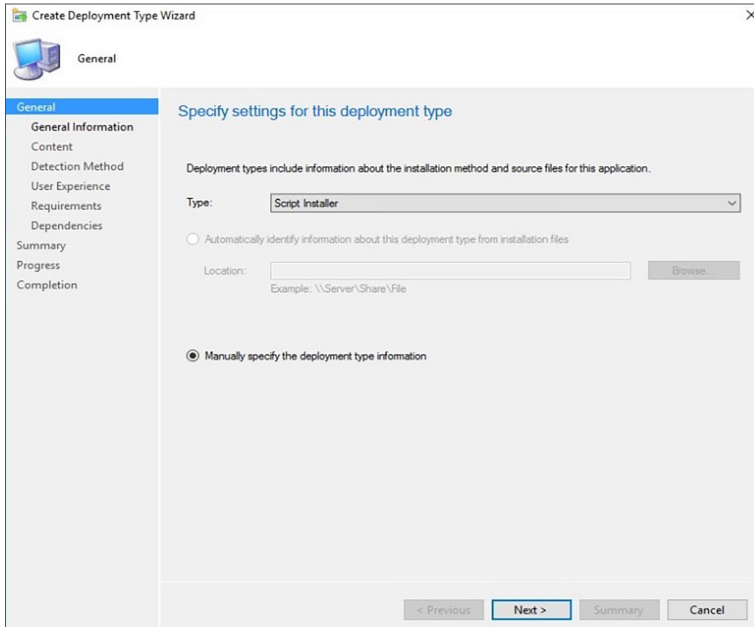 Create Deployment Type Wizard
General
General
General Information
Content
Detection Method
User Experience
Requirements
Dependencies
Summary
Progress
Completion
Specify settings for this deployment type
Deployment types include information about the installation method and source files for this application.
Type: Script Installer
Automatically identify information about this deployment type from installation files
Location: Browse...
Example: \\Server\Share\File
Manually specify the deployment type information
< Previous Next > Summary Cancel